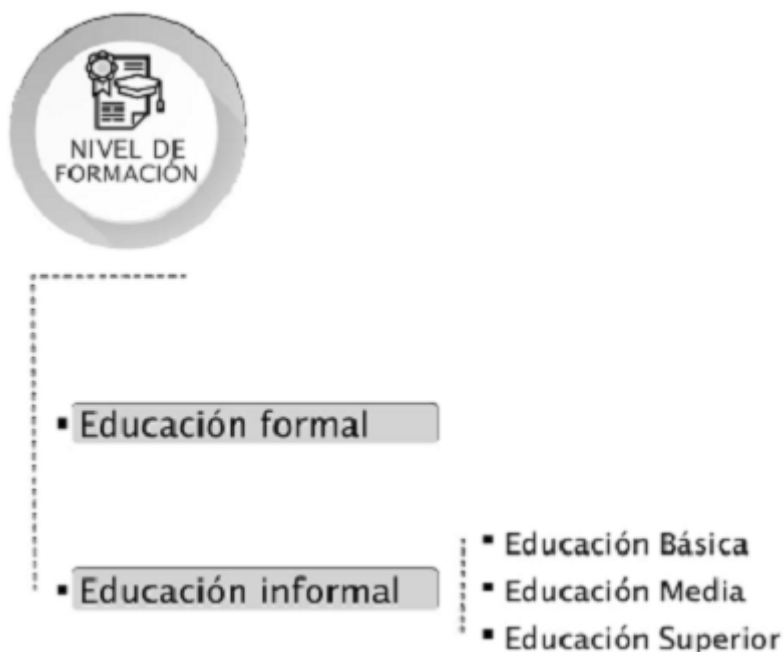 NIVEL DE
FORMACIÓN
Educación formal
Educación informal
Educación Básica
Educación Media
Educación Superior